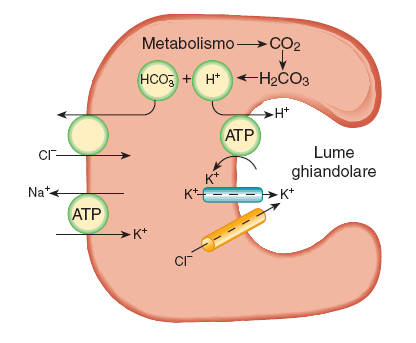 Metabolismo → CO₂
HCO₃⁻ + H⁺ ← H₂CO₃
H⁺
ATP
Cl⁻
Lume
ghiandolare
K⁺
Na⁺
K⁺ K⁺
ATP
K⁺
Cl⁻